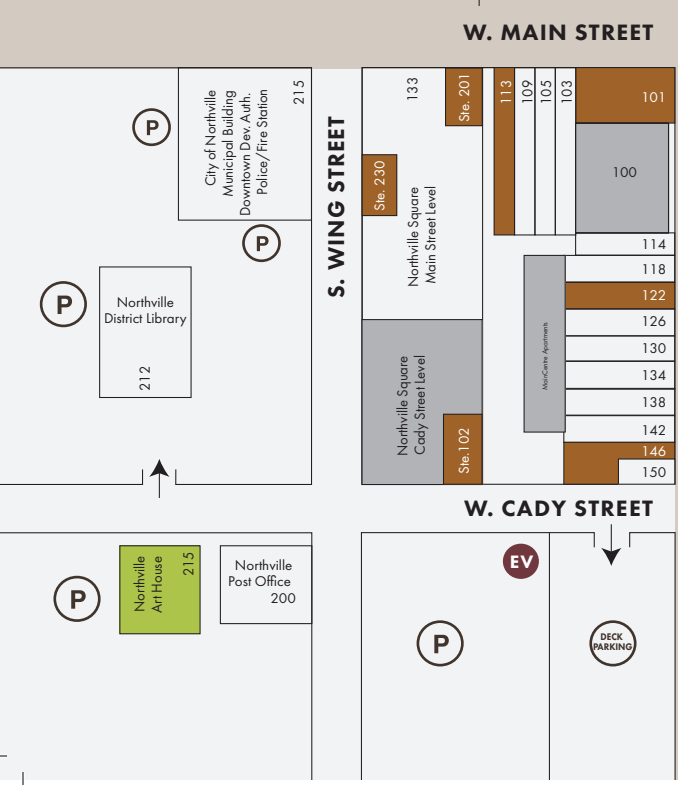 W. MAIN STREET
City of Northville
Municipal Building
Downtown Dev. Auth.
Police/Fire Station
215
P
P
S. WING STREET
133
Ste. 201
Ste. 230
Northville Square
Main Street Level
113
109
105
103
101
100
114
118
122
126
130
134
138
142
146
150
MainCentre Apartments
P
Northville
District Library
212
Northville Square
Cady Street Level
Ste.102
W. CADY STREET
P
Northville
Art House
215
Northville
Post Office
200
EV
P
DECK
PARKING